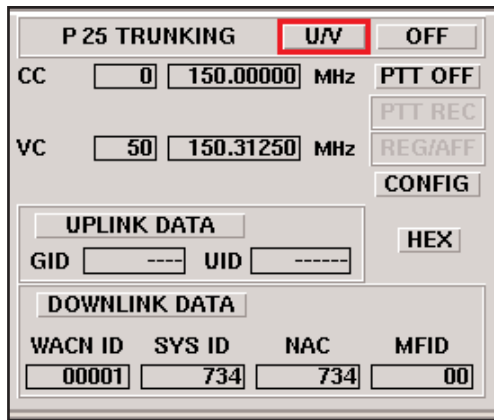 P 25 TRUNKING U/V OFF
CC 0 150.00000 MHz PTT OFF
PTT REC
VC 50 150.31250 MHz REG/AFF
CONFIG
UPLINK DATA
HEX
GID ---- UID ------
DOWNLINK DATA
WACN ID SYS ID NAC MFID
00001 734 734 00